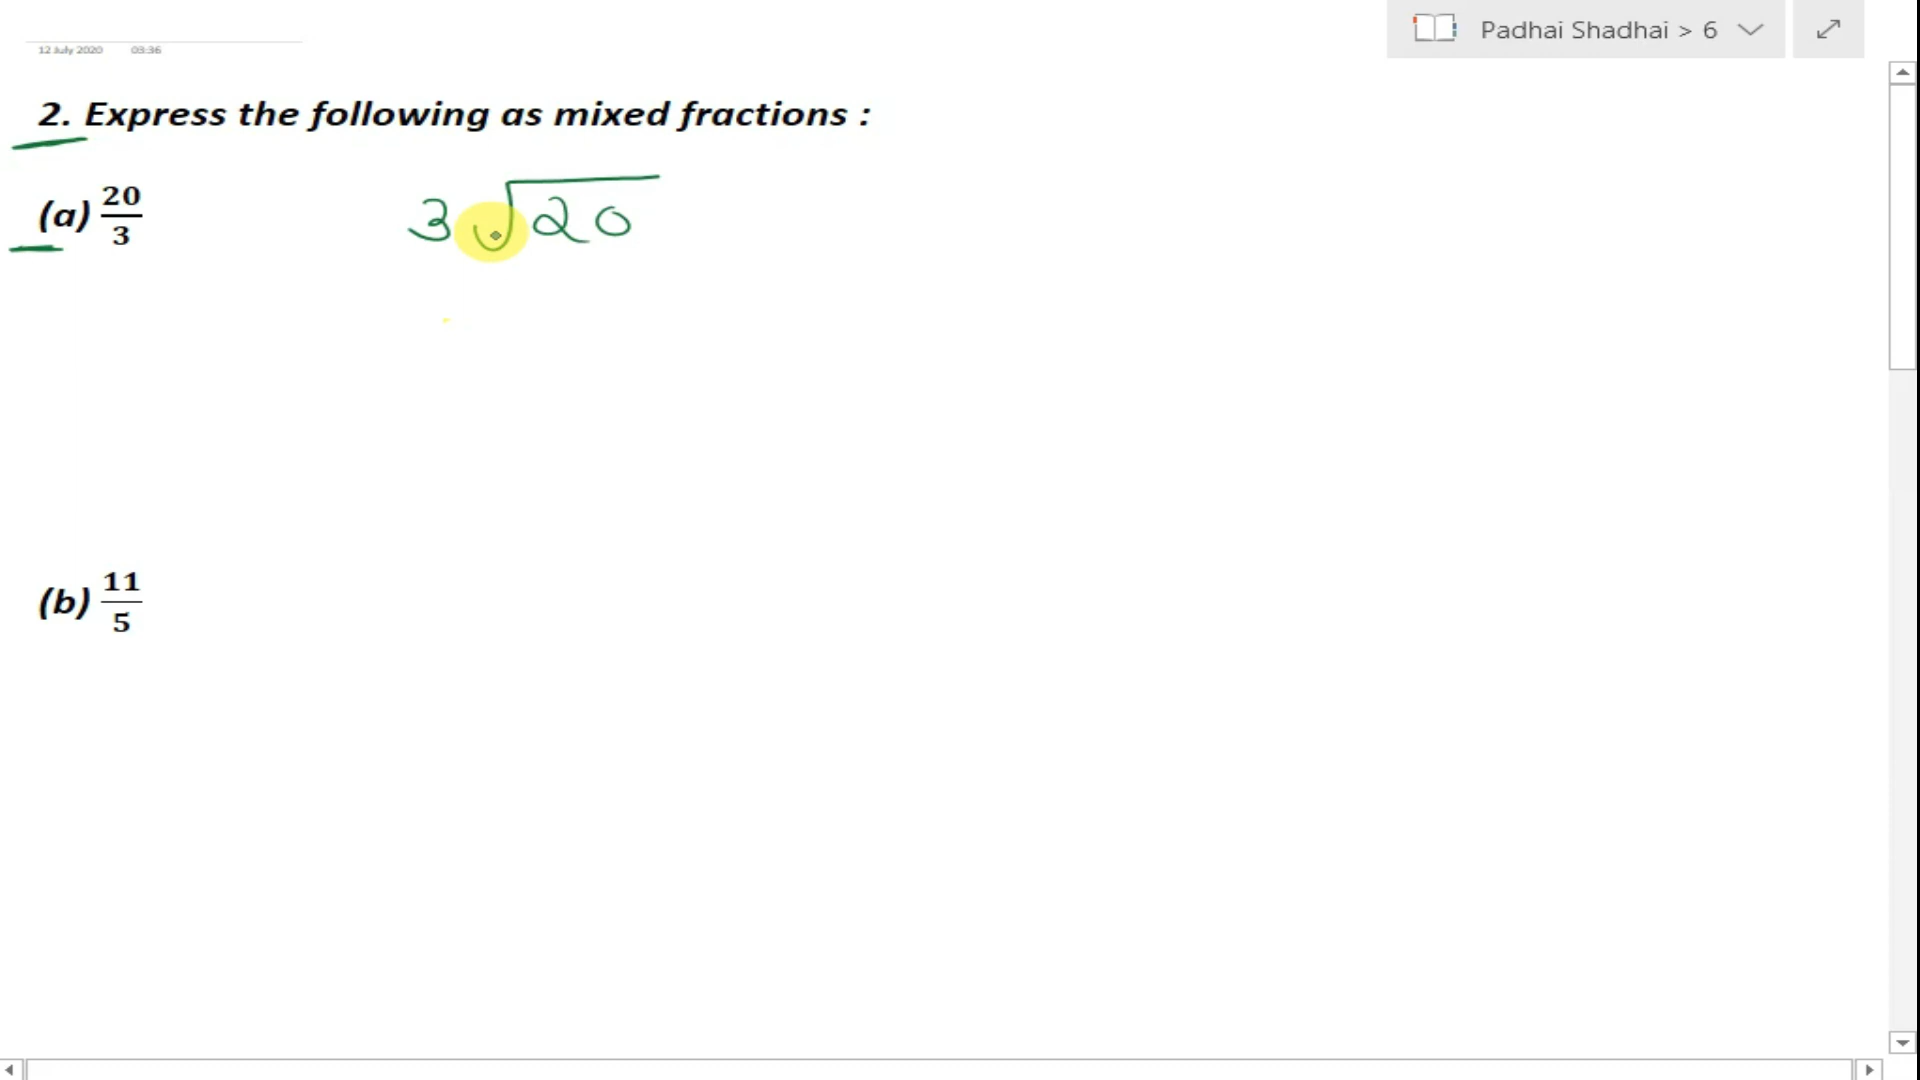 Padhai Shadhai > 6
12 July 2020 03:36
2. Express the following as mixed fractions :
(a) 20/3
3 √20
(b) 11/5